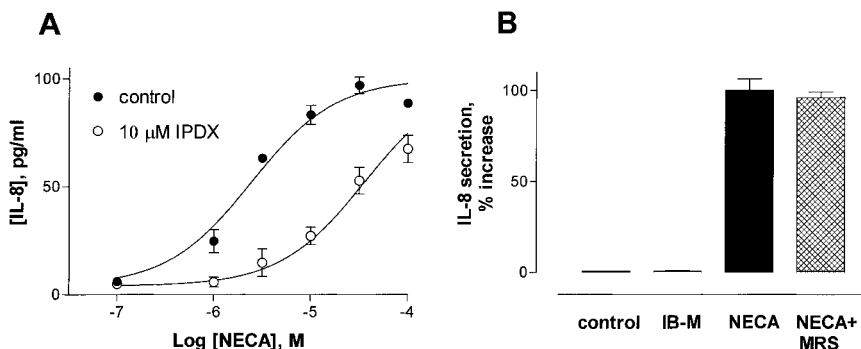 A
[IL-8], pg/ml
100
50
0
control
10 μM IPDX
-7
-6
-5
-4
Log [NECA], M
B
IL-8 secretion,
% increase
100
50
0
control
IB-M
NECA
NECA+
MRS